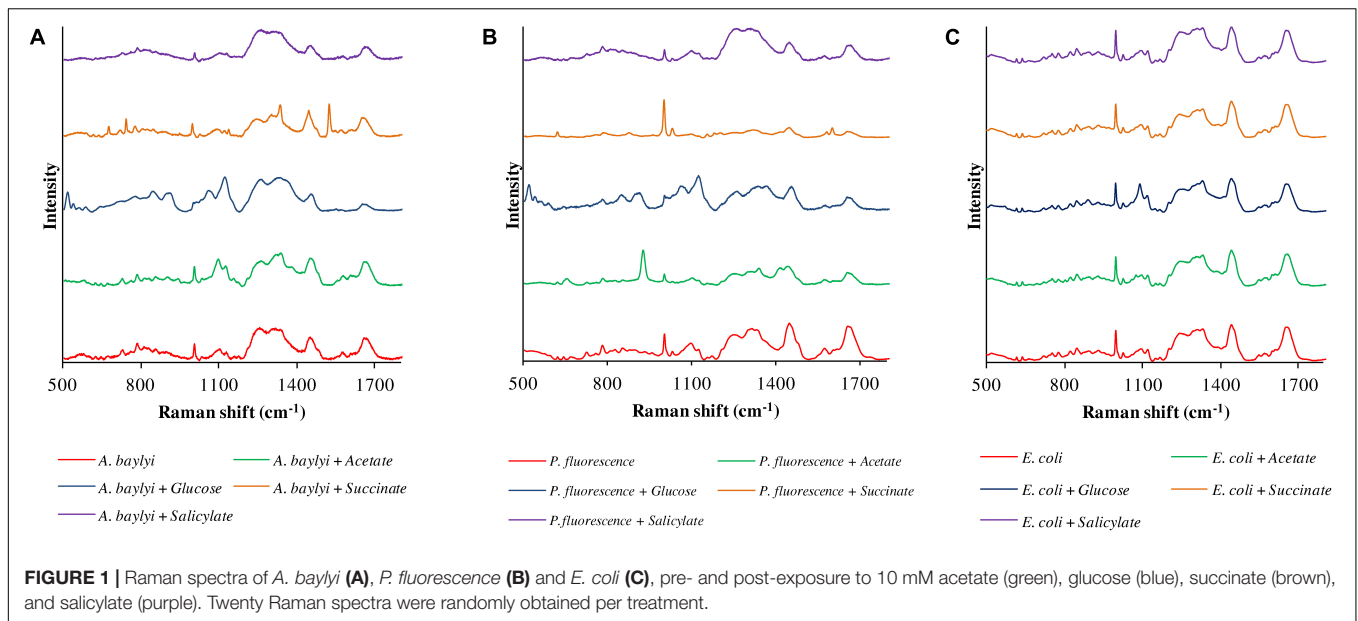 A
Intensity
500 800 1100 1400 1700
Raman shift (cm-1)
A. baylyi
A. baylyi + Acetate
A. baylyi + Glucose
A. baylyi + Succinate
A. baylyi + Salicylate
B
Intensity
500 800 1100 1400 1700
Raman shift (cm-1)
P. fluorescence
P. fluorescence + Acetate
P. fluorescence + Glucose
P. fluorescence + Succinate
P.fluorescence + Salicylate
C
Intensity
500 800 1100 1400 1700
Raman shift (cm-1)
E. coli
E. coli + Acetate
E. coli + Glucose
E. coli + Succinate
E. coli + Salicylate
FIGURE 1 | Raman spectra of A. baylyi (A), P. fluorescence (B) and E. coli (C), pre- and post-exposure to 10 mM acetate (green), glucose (blue), succinate (brown),
and salicylate (purple). Twenty Raman spectra were randomly obtained per treatment.